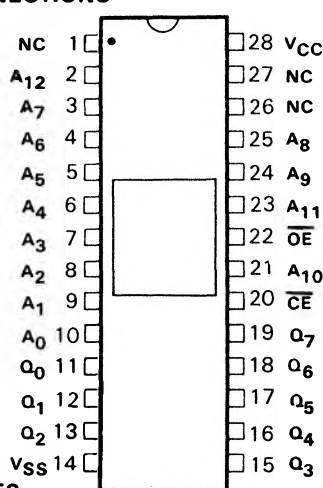 NC 1 28 VCC
A12 2 27 NC
A7 3 26 NC
A6 4 25 A8
A5 5 24 A9
A4 6 23 A11
A3 7 22 OE
A2 8 21 A10
A1 9 20 CE
A0 10 19 Q7
Q0 11 18 Q6
Q1 12 17 Q5
Q2 13 16 Q4
VSS 14 15 Q3